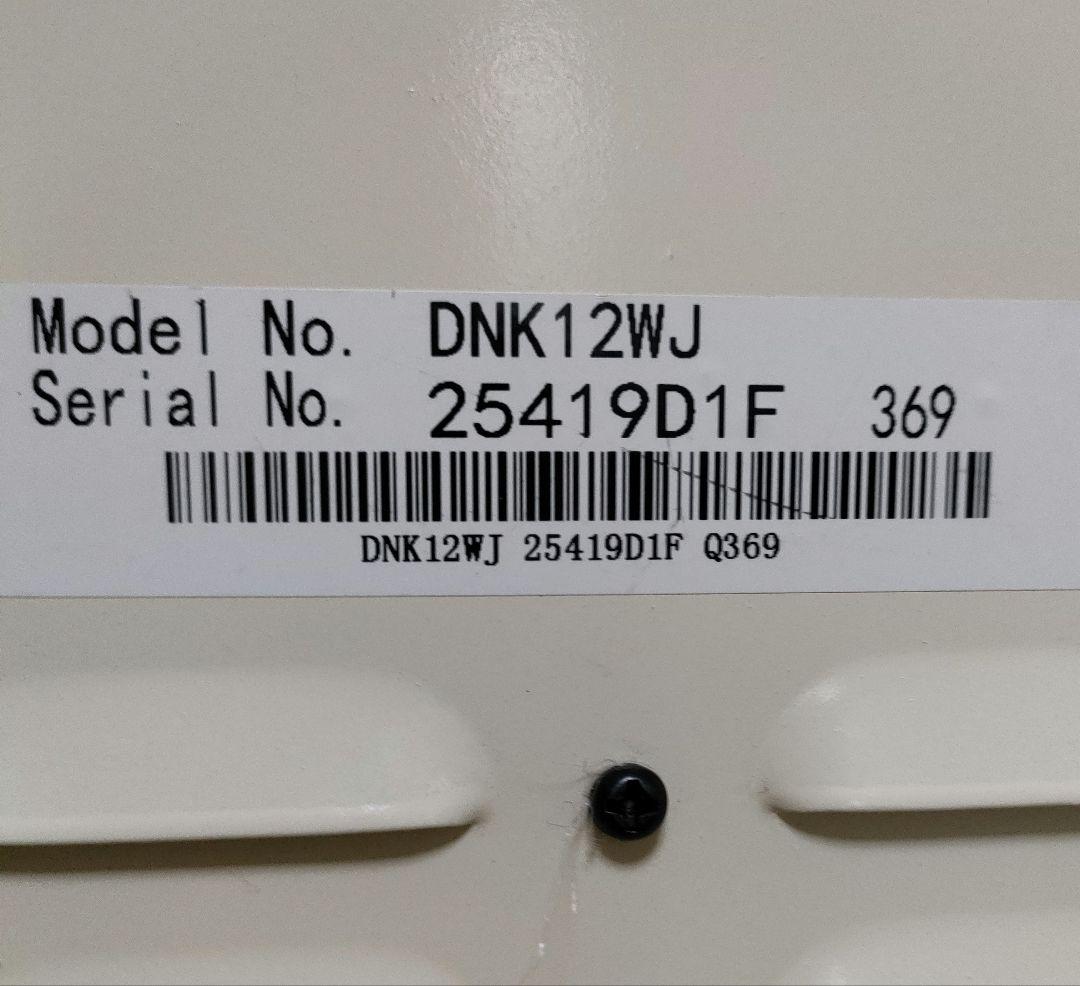 Model No. DNK12WJ
Serial No. 25419D1F 369
DNK12WJ 25419D1F Q369